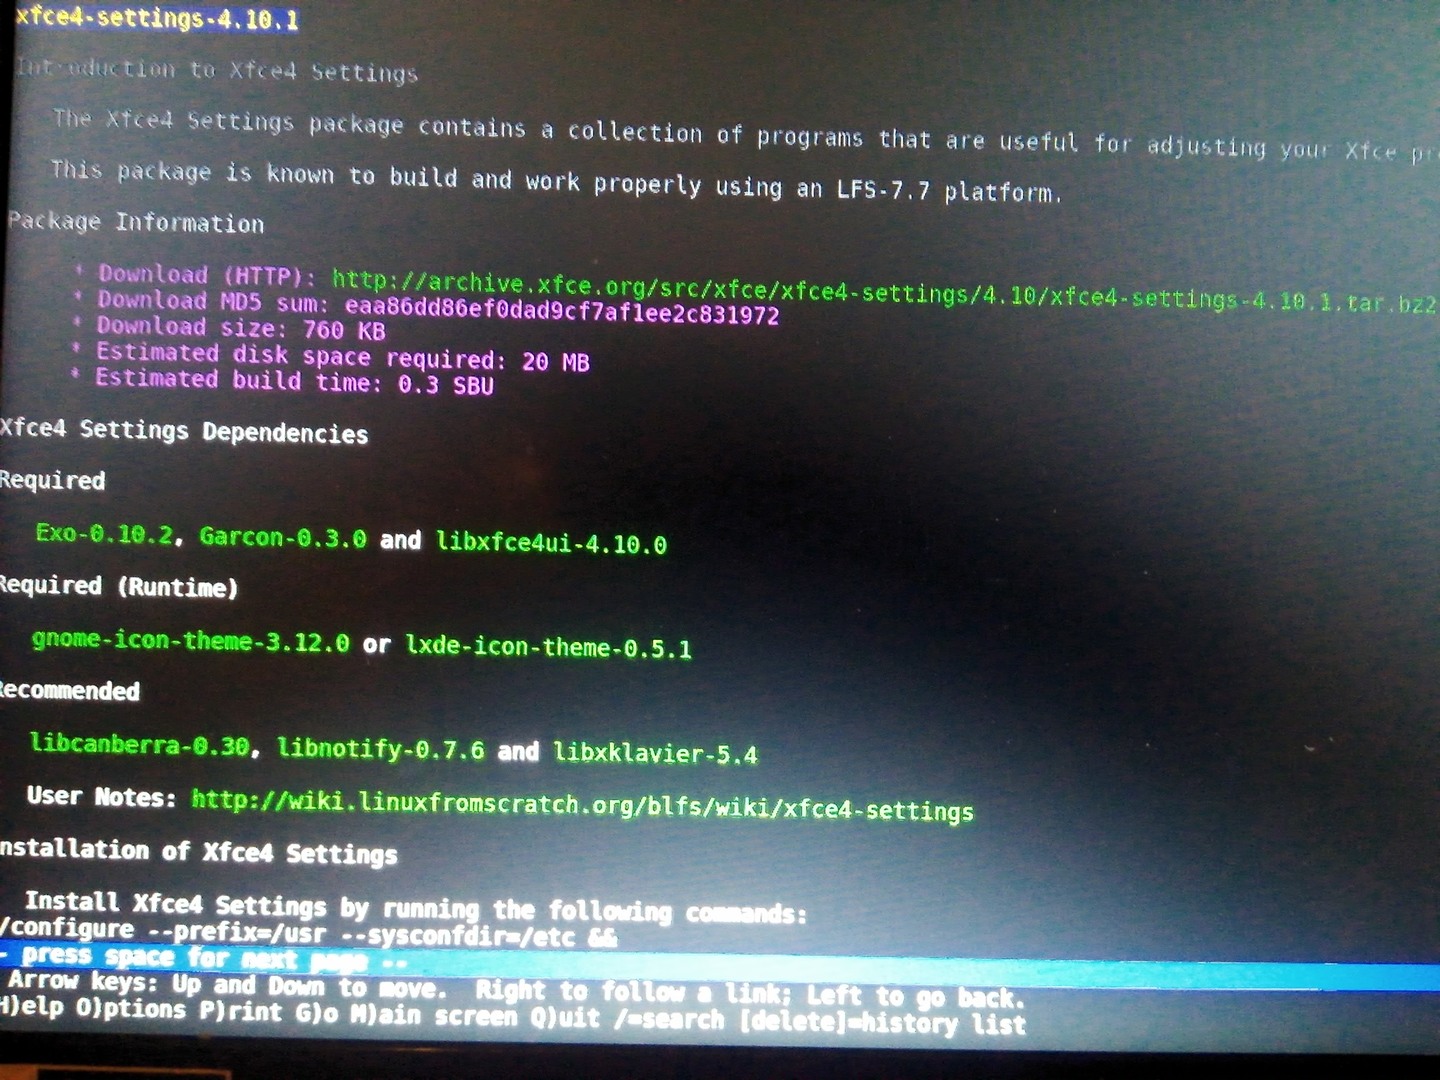 xfce4-settings-4.10.1
Introduction to Xfce4 Settings
The Xfce4 Settings package contains a collection of programs that are useful for adjusting your Xfce
This package is known to build and work properly using an LFS-7.7 platform.
Package Information
* Download (HTTP): http://archive.xfce.org/src/xfce/xfce4-settings/4.10/xfce4-settings-4.10.1.tar.bz2
* Download MD5 sum: eaa86dd86ef0dad9cf7af1ee2c831972
* Download size: 760 KB
* Estimated disk space required: 20 MB
* Estimated build time: 0.3 SBU
Xfce4 Settings Dependencies
Required
Exo-0.10.2, Garcon-0.3.0 and libxfce4ui-4.10.0
Required (Runtime)
gnome-icon-theme-3.12.0 or lxde-icon-theme-0.5.1
Recommended
libcanberra-0.30, libnotify-0.7.6 and libxklavier-5.4
User Notes: http://wiki.linuxfromscratch.org/blfs/wiki/xfce4-settings
nstallation of Xfce4 Settings
Install Xfce4 Settings by running the following commands:
/configure --prefix=/usr --sysconfdir=/etc &&
- press space for next page --
Arrow keys: Up and Down to move. Right to follow a link; Left to go back.
H)elp O)ptions P)rint G)o M)ain screen Q)uit /=search [delete]=history list